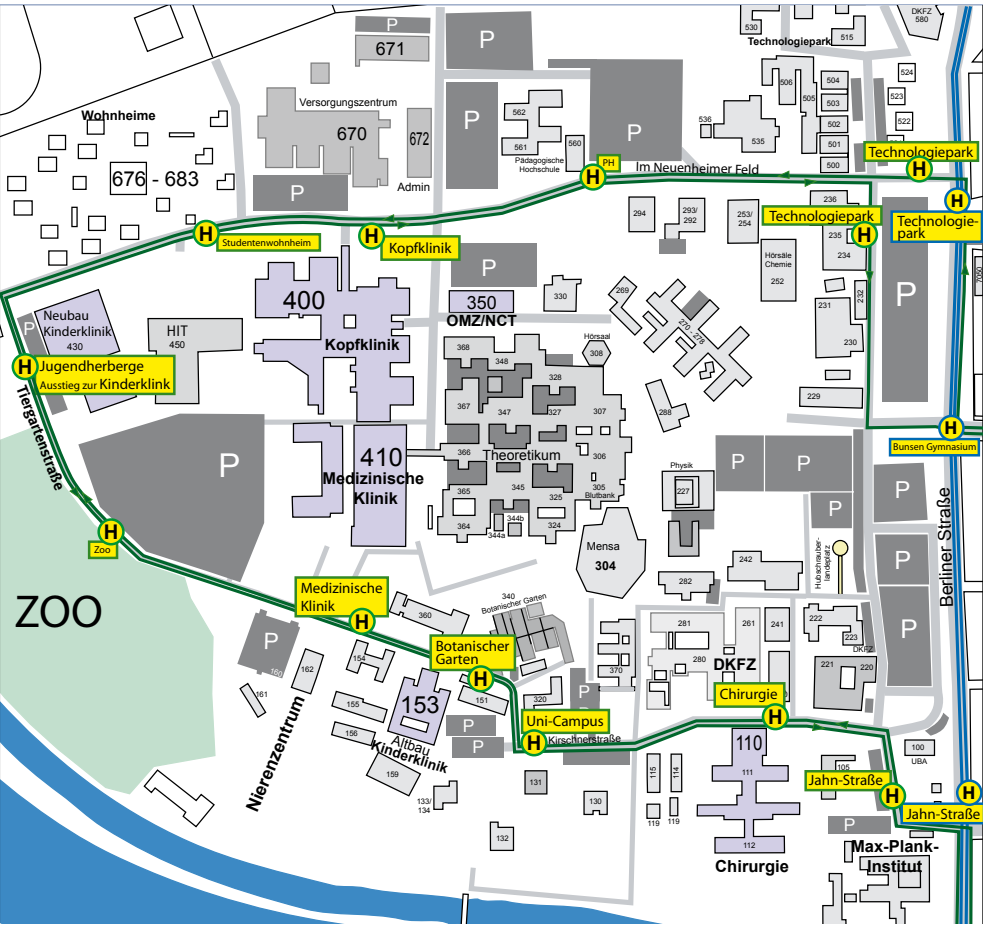 P
671
P
530
Technologiepark
515
DKFZ
580
Wohnheime
Versorgungszentrum
670
672
Admin
P
562
561
560
Pädagogische
Hochschule
P
536
535
506
505
504
503
502
501
500
524
523
522
676 - 683
P
H
PH
Im Neuenheimer Feld
Technologiepark
H
H
Technologie-
park
H
Studentenwohnheim
H
Kopfklinik
294
293/
292
253/
254
Technologiepark
H
236
235
234
Hörsäle
Chemie
252
P
400
Kopfklinik
350
OMZ/NCT
330
269
270 - 278
232
231
230
P
7050
P
Neubau
Kinderklinik
430
HIT
450
H
Jugendherberge
Ausstieg zur Kinderklink
Tiergartenstraße
Hörsaal
308
368
348
328
367
347
327
307
288
229
H
Bunsen Gymnasium
P
410
Medizinische
Klinik
366
Theoretikum
306
365
345
325
305
Blutbank
364
344a
344b
324
Physik
227
P
P
P
P
H
Zoo
ZOO
Mensa
304
282
242
Hubschrauber-
landeplatz
P
P
Berliner Straße
Medizinische
Klinik
H
360
340
Botanischer Garten
P
160
162
161
Nierenzentrum
154
155
156
153
Altbau
Kinderklinik
159
Botanischer
Garten
H
151
320
P
P
370
281
280
261
241
DKFZ
222
223
DKFZ
221
220
Uni-Campus
H
Kirschnerstraße
P
P
Chirurgie
H
110
111
112
Chirurgie
100
UBA
105
Jahn-Straße
H
H
Jahn-Straße
133/
134
131
130
132
115
114
119
119
P
Max-Plank-
Institut